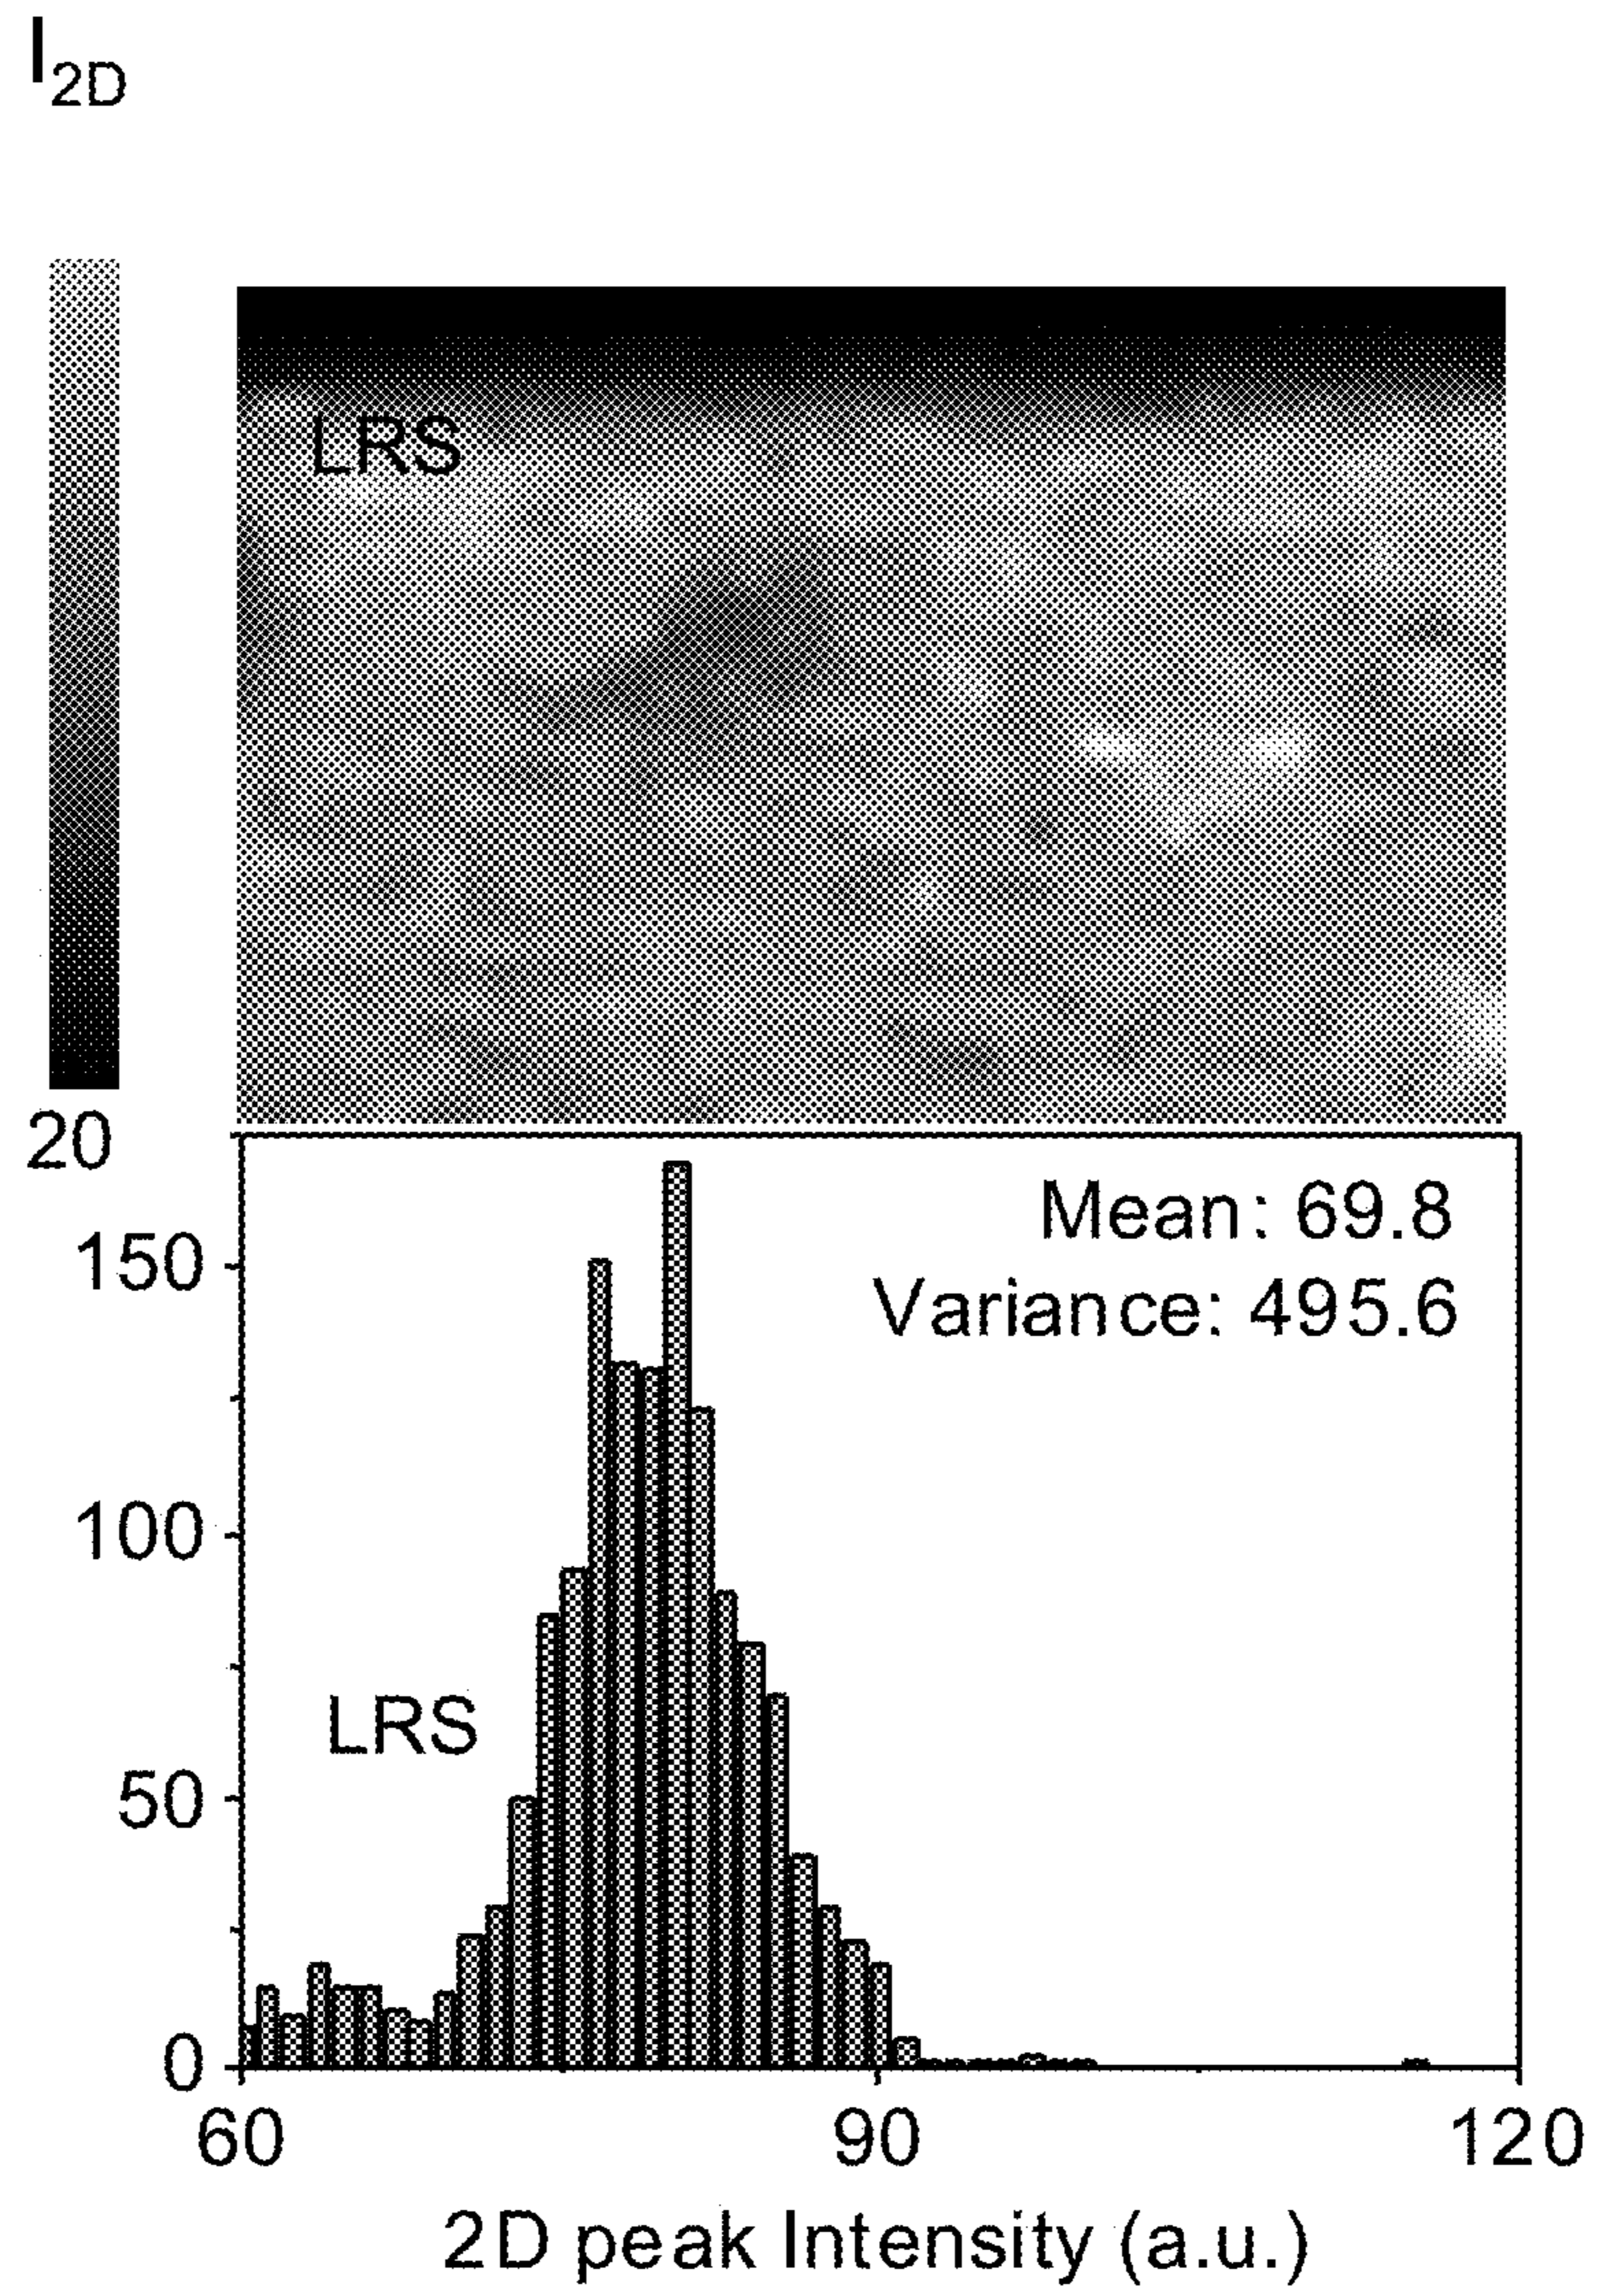 I2D
LRS
20
Mean: 69.8
Variance: 495.6
150
100
LRS
50
0
60 90 120
2D peak Intensity (a.u.)